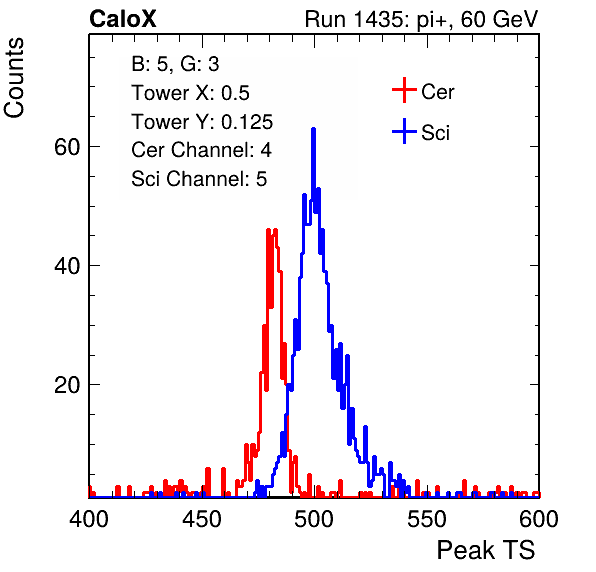 CaloX Run 1435: pi+, 60 GeV
Counts
B: 5, G: 3
Tower X: 0.5
Tower Y: 0.125
Cer Channel: 4
Sci Channel: 5
Cer
Sci
60
40
20
400 450 500 550 600
Peak TS